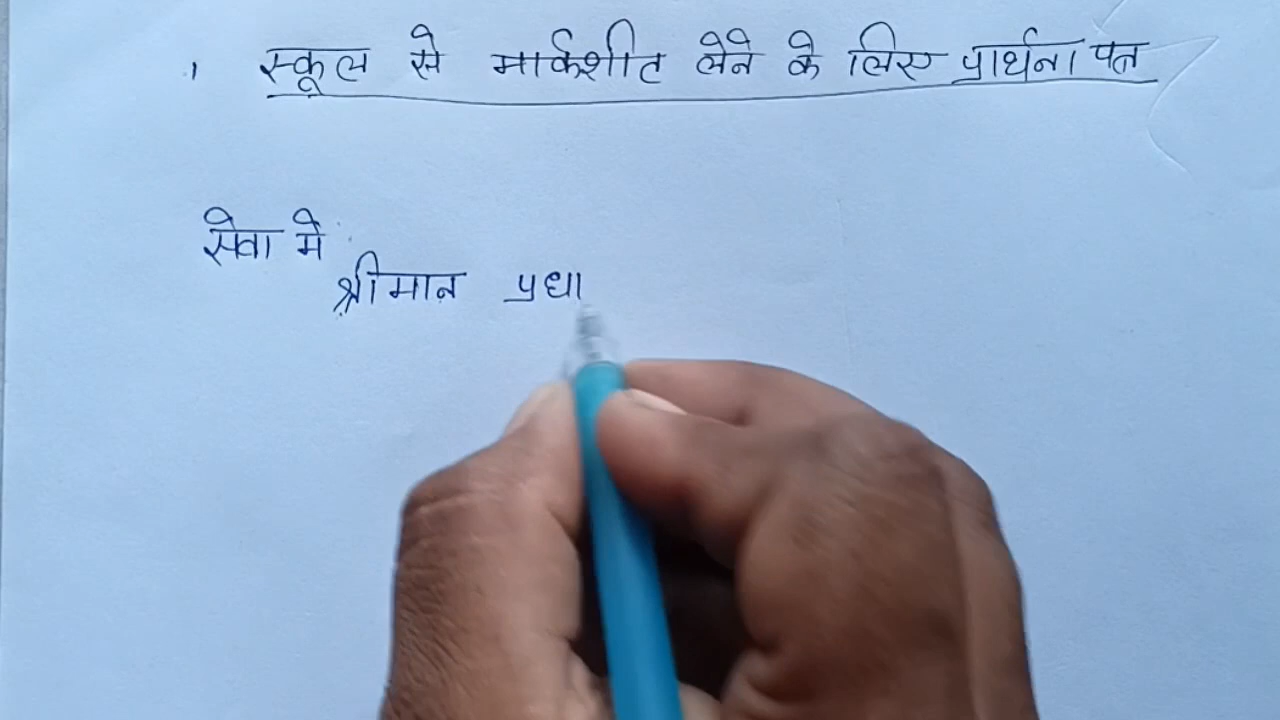 स्कूल से मार्कशीट लेने के लिए प्रार्थना पत्र
सेवा मे
श्रीमान प्रधा